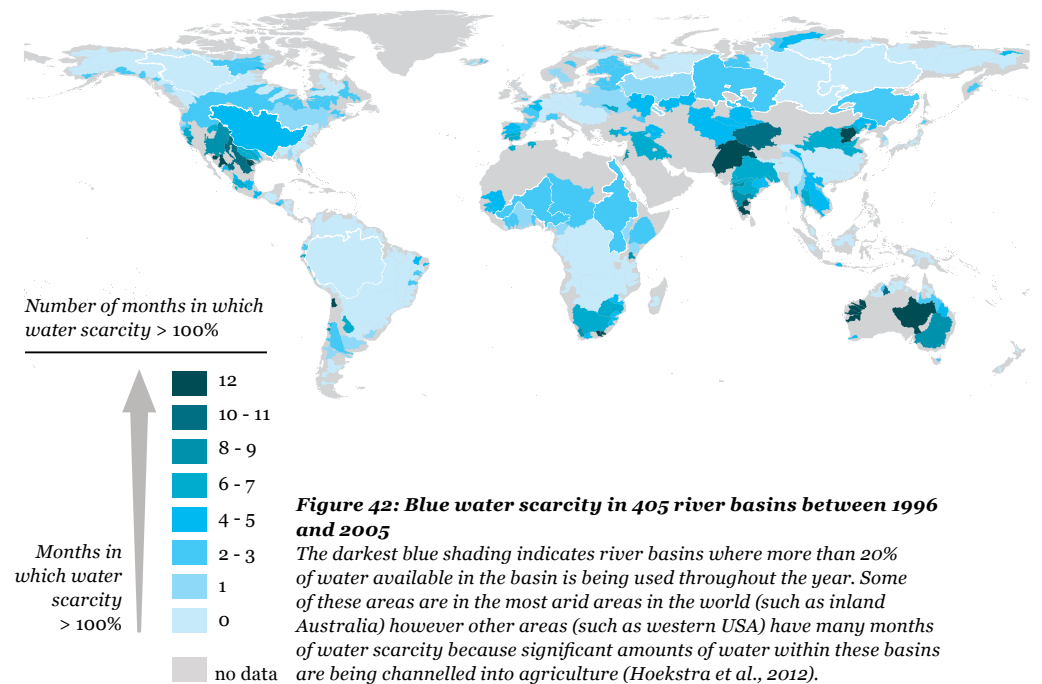 Number of months in which
water scarcity > 100%
12
10 - 11
8 - 9
6 - 7
4 - 5
2 - 3
1
0
no data
Months in
which water
scarcity
> 100%
Figure 42: Blue water scarcity in 405 river basins between 1996
and 2005
The darkest blue shading indicates river basins where more than 20%
of water available in the basin is being used throughout the year. Some
of these areas are in the most arid areas in the world (such as inland
Australia) however other areas (such as western USA) have many months
of water scarcity because significant amounts of water within these basins
are being channelled into agriculture (Hoekstra et al., 2012).